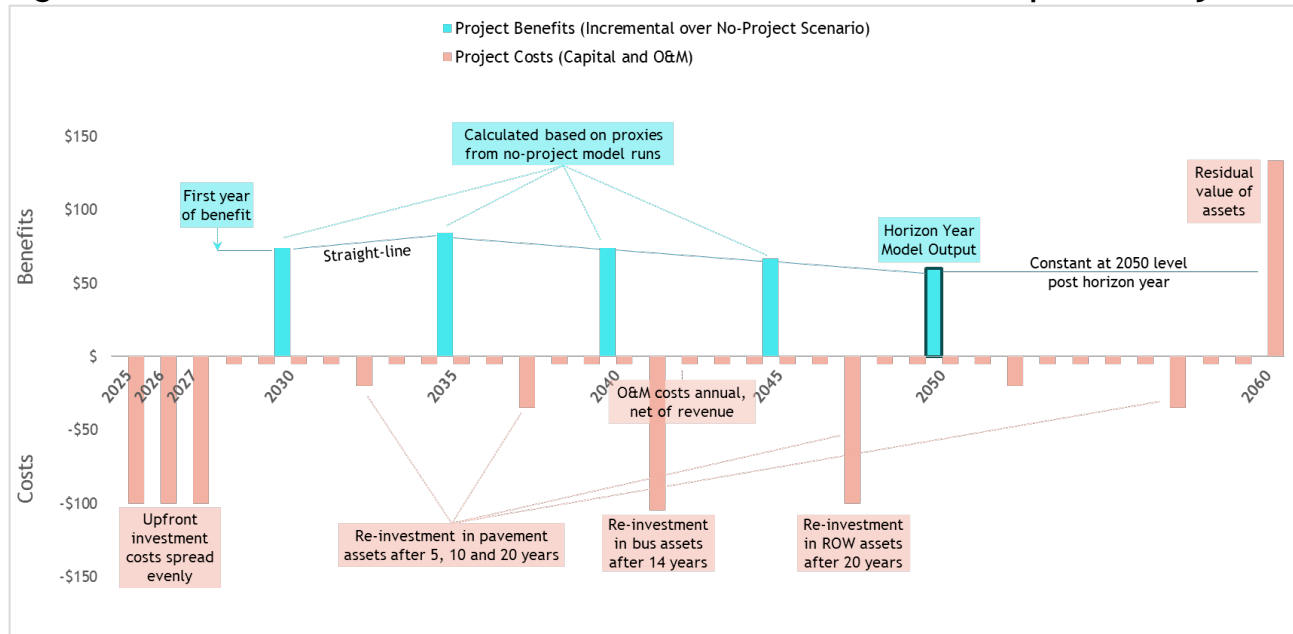 Project Benefits (Incremental over No-Project Scenario)
Project Costs (Capital and O&M)
$150
$100
$50
$
-$50
-$100
-$150
Benefits
Costs
First year
of benefit
Calculated based on proxies
from no-project model runs
Straight-line
Horizon Year
Model Output
Constant at 2050 level
post horizon year
Residual
value of
assets
2025
2026
2027
2030
2035
2040
2045
2050
2060
O&M costs annual,
net of revenue
Upfront
investment
costs spread
evenly
Re-investment in pavement
assets after 5, 10 and 20 years
Re-investment
in bus assets
after 14 years
Re-investment
in ROW assets
after 20 years